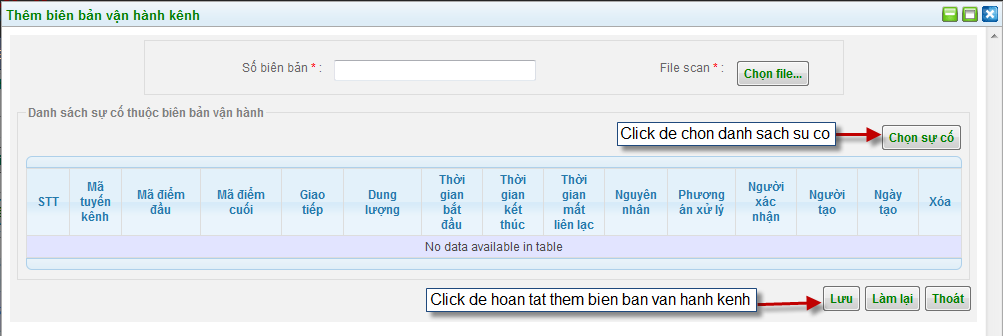 Thêm biên bản vận hành kênh
Số biên bản * :
File scan * :
Chọn file...
Danh sách sự cố thuộc biên bản vận hành
Click de chon danh sach su co
Chọn sự cố
STT
Mã tuyến kênh
Mã điểm đầu
Mã điểm cuối
Giao tiếp
Dung lượng
Thời gian bắt đầu
Thời gian kết thúc
Thời gian mất liên lạc
Nguyên nhân
Phương án xử lý
Người xác nhận
Người tạo
Ngày tạo
Xóa
No data available in table
Click de hoan tat them bien ban van hanh kenh
Lưu
Làm lại
Thoát